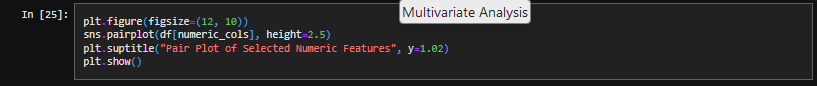 Multivariate Analysis
In [25]:
plt.figure(figsize=(12, 10))
sns.pairplot(df[numeric_cols], height=2.5)
plt.suptitle("Pair Plot of Selected Numeric Features", y=1.02)
plt.show()